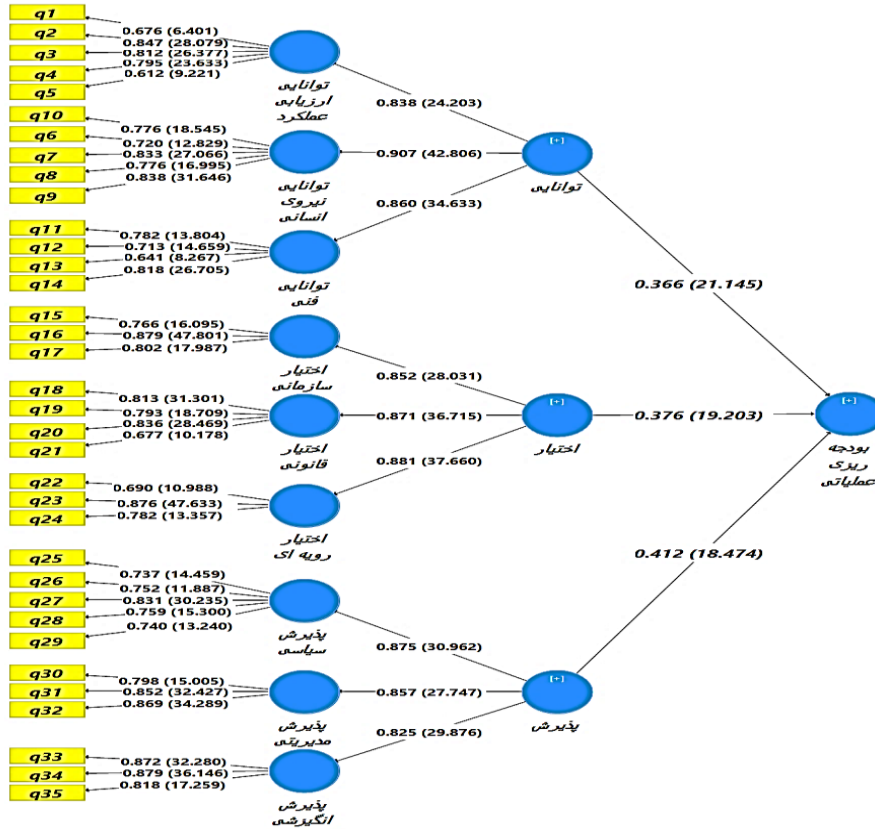 q1
q2
q3
q4
q5
0.676 (6.401)
0.847 (28.079)
0.812 (26.377)
0.795 (23.633)
0.612 (9.221)
توانایی
ارزیابی
عملکرد
q10
q6
q7
q8
q9
0.776 (18.545)
0.720 (12.829)
0.833 (27.066)
0.776 (16.995)
0.838 (31.646)
توانایی
نیروی
انسانی
q11
q12
q13
q14
0.782 (13.804)
0.713 (14.659)
0.641 (8.267)
0.818 (26.705)
توانایی
فنی
0.838 (24.203)
0.907 (42.806)
0.860 (34.633)
[+]
توانایی
q15
q16
q17
0.766 (16.095)
0.879 (47.801)
0.802 (17.987)
اختیار
سازمانی
q18
q19
q20
q21
0.813 (31.301)
0.793 (18.709)
0.836 (28.469)
0.677 (10.178)
اختیار
قانونی
q22
q23
q24
0.690 (10.988)
0.876 (47.633)
0.782 (13.357)
اختیار
رویه ای
0.852 (28.031)
0.871 (36.715)
0.881 (37.660)
[+]
اختیار
q25
q26
q27
q28
q29
0.737 (14.459)
0.752 (11.887)
0.831 (30.235)
0.759 (15.300)
0.740 (13.240)
پذیرش
سیاسی
q30
q31
q32
0.798 (15.005)
0.852 (32.427)
0.869 (34.289)
پذیرش
مدیریتی
q33
q34
q35
0.872 (32.280)
0.879 (36.146)
0.818 (17.259)
پذیرش
انگیزشی
0.875 (30.962)
0.857 (27.747)
0.825 (29.876)
[+]
پذیرش
0.366 (21.145)
0.376 (19.203)
0.412 (18.474)
[+]
بودجه
ریزی
عملیاتی